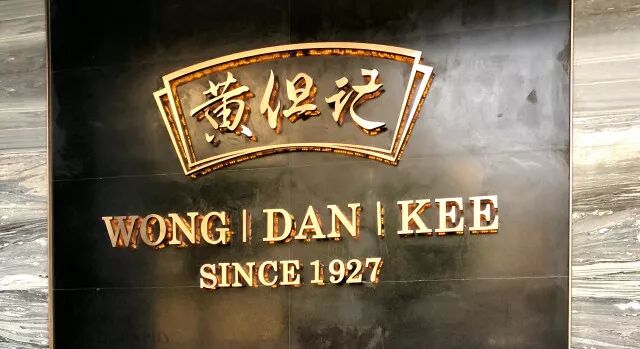 黄但记
WONG | DAN | KEE
SINCE 1927